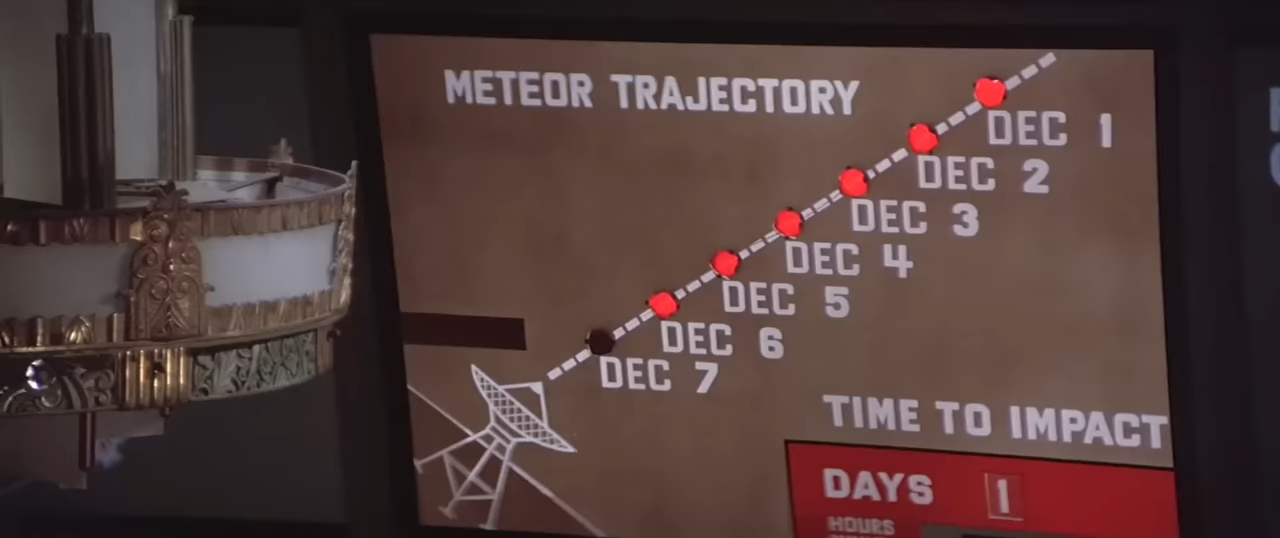 METEOR TRAJECTORY
DEC 1
DEC 2
DEC 3
DEC 4
DEC 5
DEC 6
DEC 7
TIME TO IMPACT
DAYS 1
HOURS